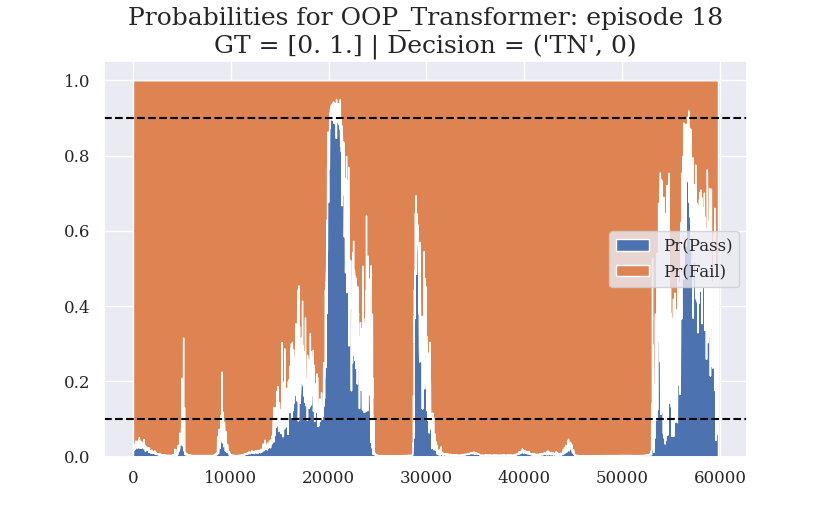 Probabilities for OOP_Transformer: episode 18
GT = [0. 1.] | Decision = ('TN', 0)
1.0
0.8
0.6
0.4
0.2
0.0
Pr(Pass)
Pr(Fail)
0 10000 20000 30000 40000 50000 60000